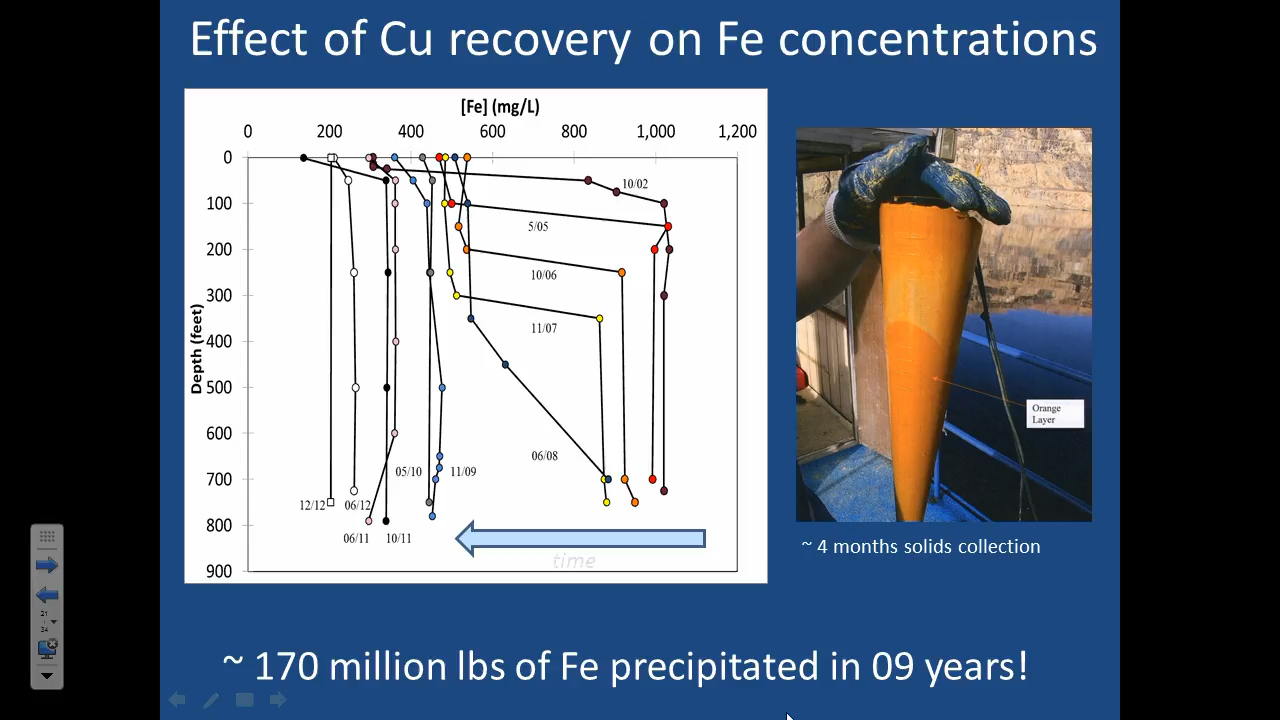 Effect of Cu recovery on Fe concentrations
[Fe] (mg/L)
0 200 400 600 800 1,000 1,200
0
100
200
300
400
500
600
700
800
900
Depth (feet)
10/02
5/05
10/06
11/07
06/08
05/10
11/09
12/12
06/12
06/11
10/11
time
Orange
Layer
~ 4 months solids collection
~ 170 million lbs of Fe precipitated in 09 years!
21
/
34